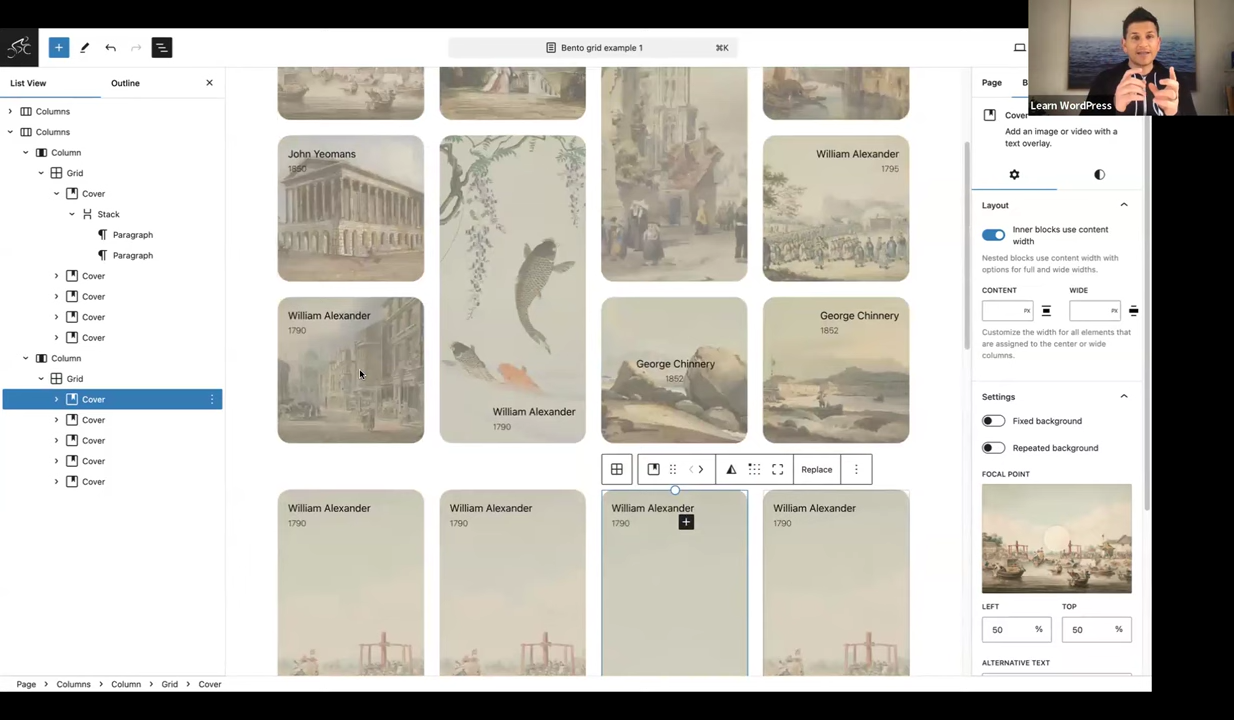 Bento grid example 1
⌘K
Learn WordPress
List View
Outline
Columns
Columns
Column
Grid
Cover
Stack
Paragraph
Paragraph
Cover
Cover
Cover
Cover
Column
Grid
Cover
Cover
Cover
Cover
Cover
John Yeomans
1850
William Alexander
1795
William Alexander
1790
William Alexander
1790
George Chinnery
1852
George Chinnery
1852
Replace
William Alexander
1790
William Alexander
1790
William Alexander
1790
William Alexander
1790
Page
B
Cover
Add an image or video with a
text overlay.
Layout
Inner blocks use content
width
Nested blocks use content width with
options for full and wide widths.
CONTENT
WIDE
PX
PX
Customize the width for all elements that
are assigned to the center or wide
columns.
Settings
Fixed background
Repeated background
FOCAL POINT
LEFT
TOP
50 %
50 %
ALTERNATIVE TEXT
Page > Columns > Column > Grid > Cover